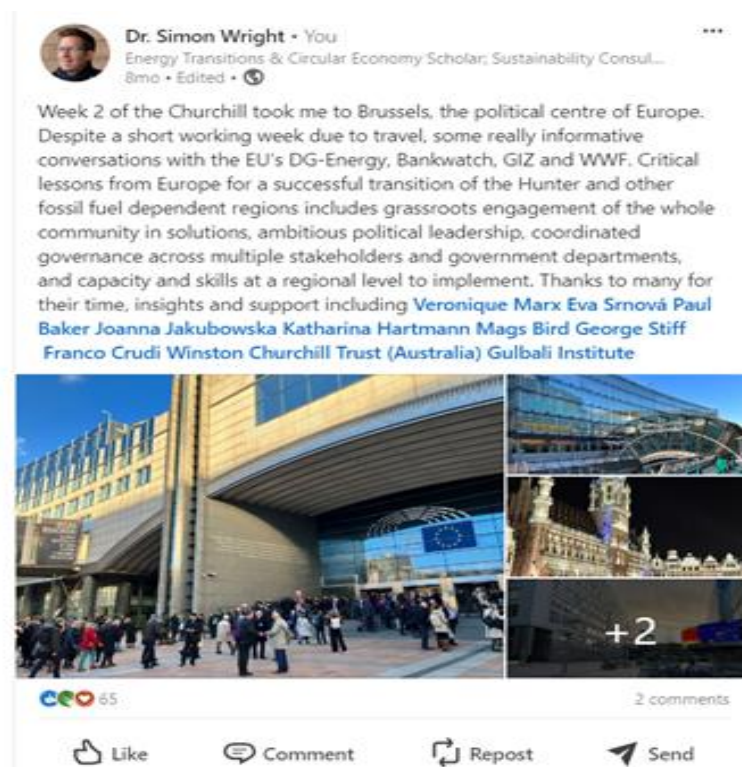 Dr. Simon Wright • You
Energy Transitions & Circular Economy Scholar; Sustainability Consul...
8mo • Edited •
Week 2 of the Churchill took me to Brussels, the political centre of Europe.
Despite a short working week due to travel, some really informative
conversations with the EU's DG-Energy, Bankwatch, GIZ and WWF. Critical
lessons from Europe for a successful transition of the Hunter and other
fossil fuel dependent regions includes grassroots engagement of the whole
community in solutions, ambitious political leadership, coordinated
governance across multiple stakeholders and government departments,
and capacity and skills at a regional level to implement. Thanks to many for
their time, insights and support including Veronique Marx Eva Srnová Paul
Baker Joanna Jakubowska Katharina Hartmann Mags Bird George Stiff
Franco Crudi Winston Churchill Trust (Australia) Gulbali Institute
+2
65
2 comments
Like
Comment
Repost
Send